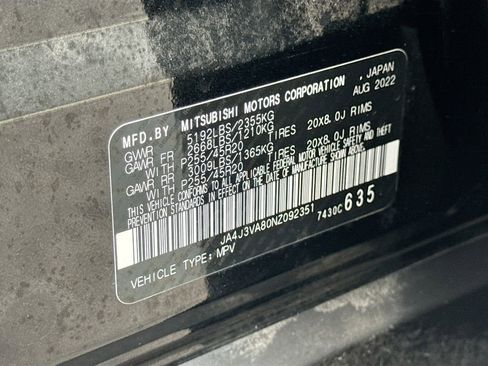 MFD.BY MITSUBISHI MOTORS CORPORATION, JAPAN
GVWR 5192LBS/2355KG AUG 2022
GAWR FR 2668LBS/1210KG
P255/45R20 TIRES 20X8.0J RIMS
GAWR RR 3009LBS/1365KG
P255/45R20 TIRES 20X8.0J RIMS
THIS VEHICLE CONFORMS TO ALL APPLICABLE FEDERAL MOTOR VEHICLE SAFETY, BUMPER, AND THEFT
PREVENTION STANDARDS IN EFFECT ON THE DATE OF MANUFACTURE SHOWN ABOVE.
JA4J3VA80NZ092351 7430C 635
VEHICLE TYPE: MPV